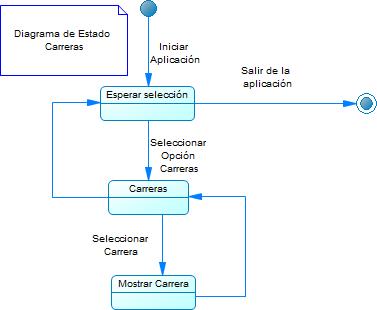 Diagrama de Estado
Carreras
Iniciar
Aplicación
Salir de la
aplicación
Esperar selección
Seleccionar
Opción
Carreras
Carreras
Seleccionar
Carrera
Mostrar Carrera